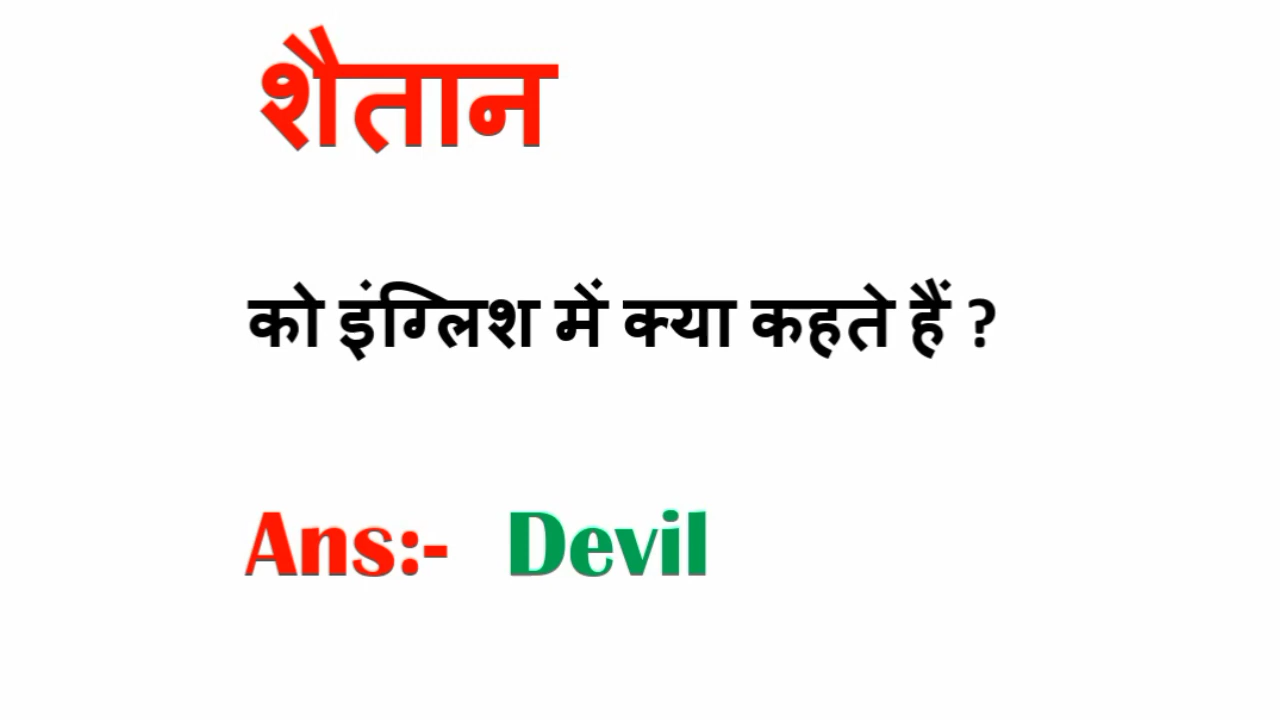 शैतान
को इंग्लिश में क्या कहते हैं ?
Ans:- Devil